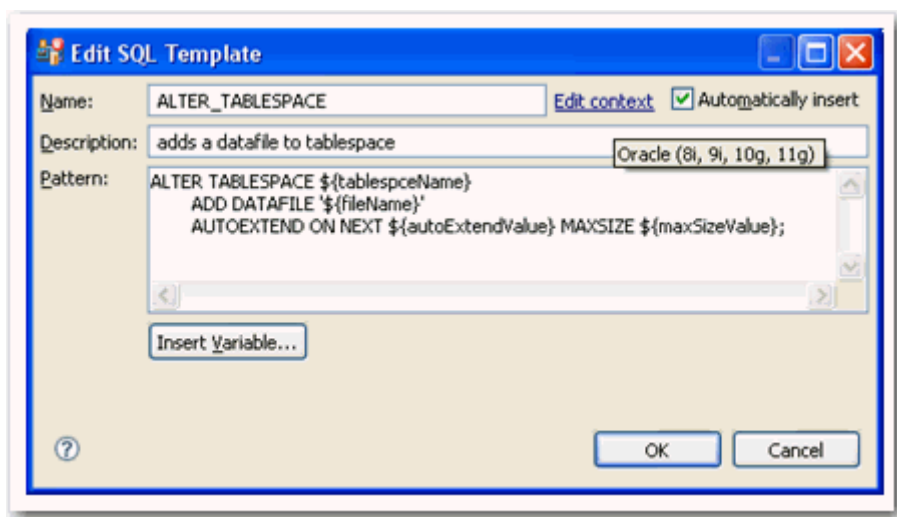 Edit SQL Template
Name: ALTER_TABLESPACE Edit context Automatically insert
Description: adds a datafile to tablespace
Oracle (8i, 9i, 10g, 11g)
Pattern: ALTER TABLESPACE ${tablespceName}
ADD DATAFILE '${fileName}'
AUTOEXTEND ON NEXT ${autoExtendValue} MAXSIZE ${maxSizeValue};
Insert Variable...
? OK Cancel